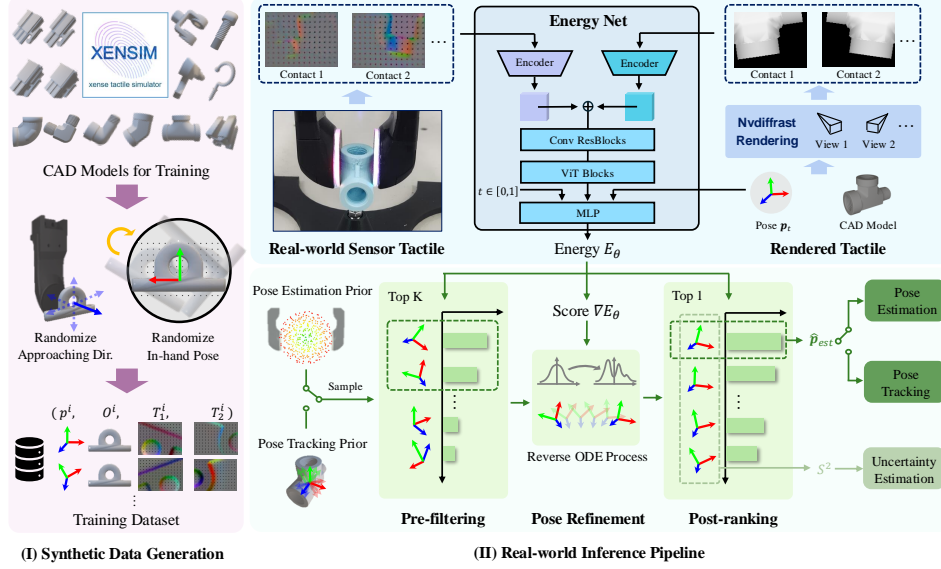 XENSIM
xense tactile simulator
CAD Models for Training
Randomize
Approaching Dir.
Randomize
In-hand Pose
( p^i, O^i, T_1^i, T_2^i )
⋮
Training Dataset
(I) Synthetic Data Generation
Contact 1
Contact 2
...
Real-world Sensor Tactile
Energy Net
Encoder
Encoder
⊕
Conv ResBlocks
ViT Blocks
t ∈ [0,1]
MLP
Energy E_θ
Contact 1
Contact 2
...
Nvdiffrast
Rendering
View 1
View 2
...
Pose p_t
CAD Model
Rendered Tactile
Pose Estimation Prior
Sample
Pose Tracking Prior
Top K
⋮
Pre-filtering
Score ∇E_θ
Reverse ODE Process
Pose Refinement
Top 1
⋮
Post-ranking
p̂_est
Pose
Estimation
Pose
Tracking
S^2
Uncertainty
Estimation
(II) Real-world Inference Pipeline